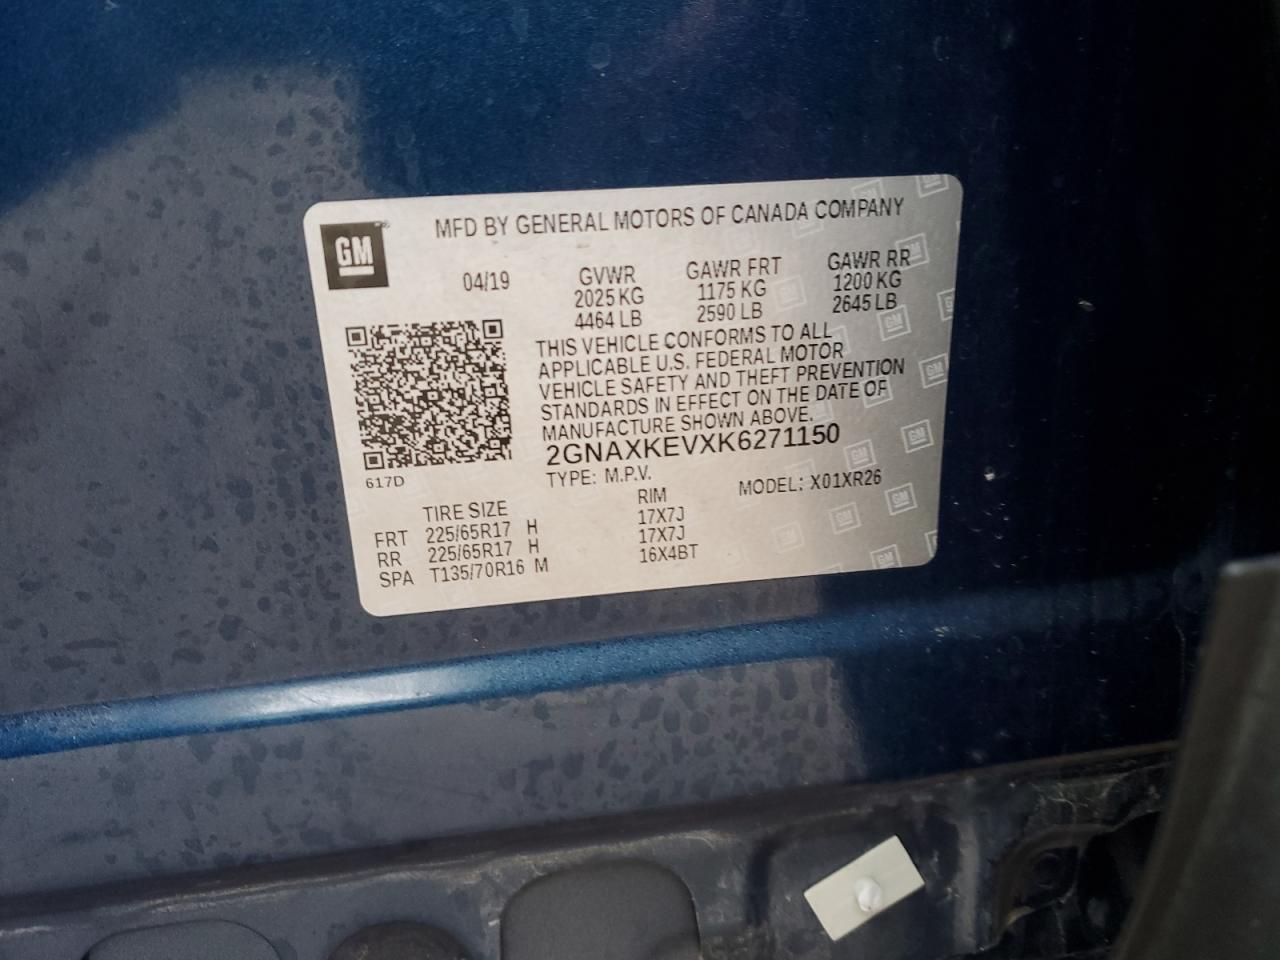 GM
MFD BY GENERAL MOTORS OF CANADA COMPANY
04/19
GVWR GAWR FRT GAWR RR
2025 KG 1175 KG 1200 KG
4464 LB 2590 LB 2645 LB
THIS VEHICLE CONFORMS TO ALL
APPLICABLE U.S. FEDERAL MOTOR
VEHICLE SAFETY AND THEFT PREVENTION
STANDARDS IN EFFECT ON THE DATE OF
MANUFACTURE SHOWN ABOVE.
2GNAXKEVXK6271150
617D
TYPE: M.P.V. MODEL: X01XR26
TIRE SIZE RIM
FRT 225/65R17 H 17X7J
RR 225/65R17 H 17X7J
SPA T135/70R16 M 16X4BT